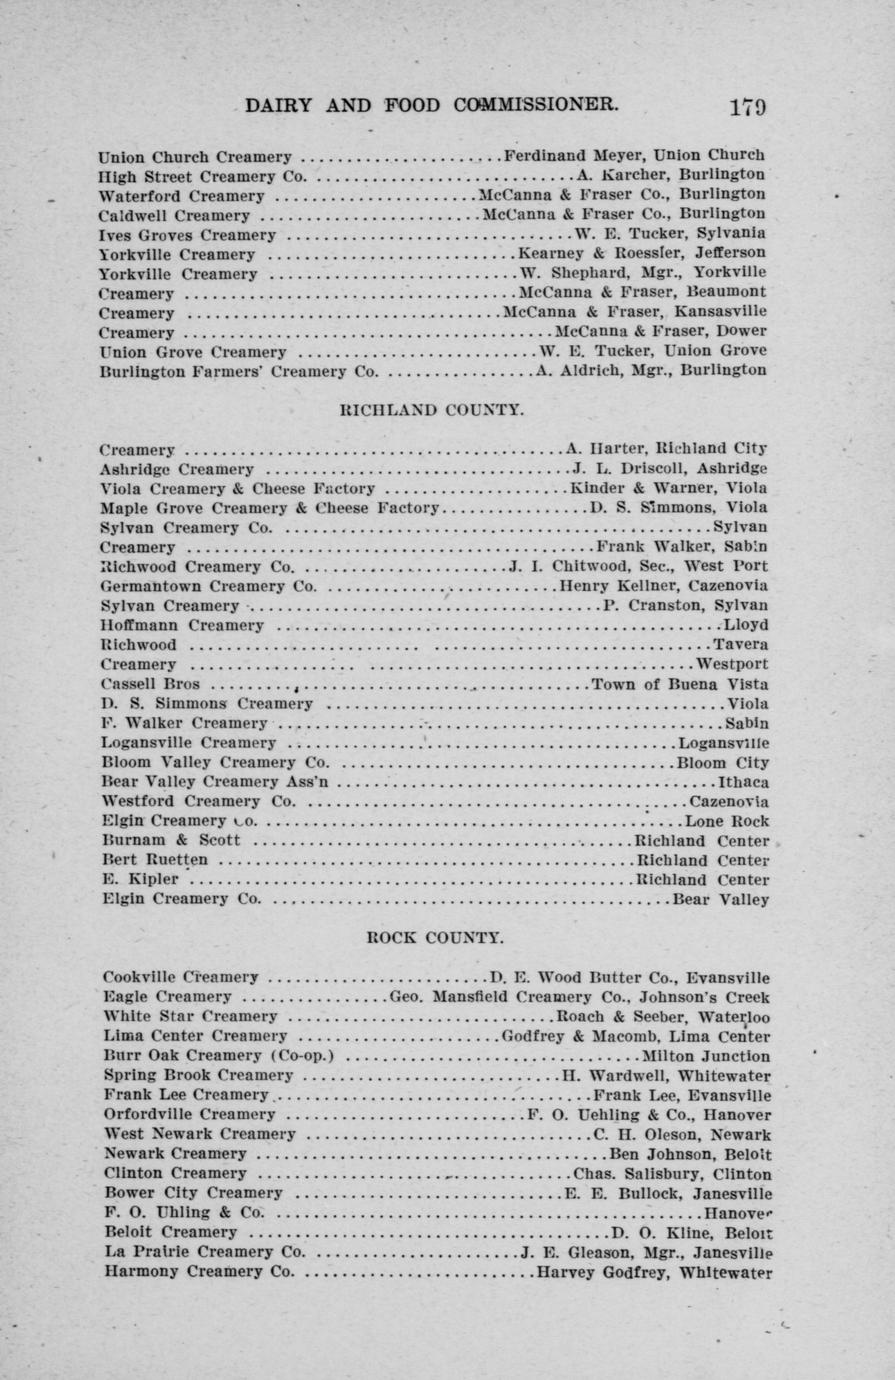 DAIRY AND FOOD COMMISSIONER. 179
Union Church Creamery ......................Ferdinand Meyer, Union Church
High Street Creamery Co. ............................A. Karcher, Burlington
Waterford Creamery ......................McCanna & Fraser Co., Burlington
Caldwell Creamery ........................McCanna & Fraser Co., Burlington
Ives Groves Creamery ...............................W. E. Tucker, Sylvania
Yorkville Creamery ...........................Kearney & Roessler, Jefferson
Yorkville Creamery ...........................W. Shephard, Mgr., Yorkville
Creamery ....................................McCanna & Fraser, Beaumont
Creamery ..................................McCanna & Fraser, Kansasville
Creamery ........................................McCanna & Fraser, Dower
Union Grove Creamery ..........................W. E. Tucker, Union Grove
Burlington Farmers' Creamery Co. ................A. Aldrich, Mgr., Burlington
RICHLAND COUNTY.
Creamery .........................................A. Harter, Richland City
Ashridge Creamery .................................J. L. Driscoll, Ashridge
Viola Creamery & Cheese Factory ....................Kinder & Warner, Viola
Maple Grove Creamery & Cheese Factory................D. S. Simmons, Viola
Sylvan Creamery Co. ..............................................Sylvan
Creamery ............................................Frank Walker, Sabin
Richwood Creamery Co. ......................J. I. Chitwood, Sec., West Port
Germantown Creamery Co. .........................Henry Kellner, Cazenovia
Sylvan Creamery ......................................P. Cranston, Sylvan
Hoffmann Creamery ................................................Lloyd
Richwood ........................................................Tavera
Creamery ......................................................Westport
Cassell Bros .........................................Town of Buena Vista
D. S. Simmons Creamery ...........................................Viola
F. Walker Creamery ................................................Sabin
Logansville Creamery ..........................................Logansville
Bloom Valley Creamery Co. ....................................Bloom City
Bear Valley Creamery Ass'n .........................................Ithaca
Westford Creamery Co. .........................................Cazenovia
Elgin Creamery Co. .............................................Lone Rock
Burnam & Scott .........................................Richland Center
Bert Ruetten .............................................Richland Center
E. Kipler ................................................Richland Center
Elgin Creamery Co. ...........................................Bear Valley
ROCK COUNTY.
Cookville Creamery ........................D. E. Wood Butter Co., Evansville
Eagle Creamery ................Geo. Mansfield Creamery Co., Johnson's Creek
White Star Creamery .............................Roach & Seeber, Waterloo
Lima Center Creamery ......................Godfrey & Macomb, Lima Center
Burr Oak Creamery (Co-op.) ................................Milton Junction
Spring Brook Creamery ............................H. Wardwell, Whitewater
Frank Lee Creamery..................................Frank Lee, Evansville
Orfordville Creamery ..........................F. O. Uehling & Co., Hanover
West Newark Creamery ...............................C. H. Oleson, Newark
Newark Creamery ......................................Ben Johnson, Beloit
Clinton Creamery ...................................Chas. Salisbury, Clinton
Bower City Creamery .............................E. E. Bullock, Janesville
F. O. Uhling & Co. ..............................................Hanover
Beloit Creamery .......................................D. O. Kline, Beloit
La Prairie Creamery Co. ......................J. E. Gleason, Mgr., Janesville
Harmony Creamery Co. .........................Harvey Godfrey, Whitewater